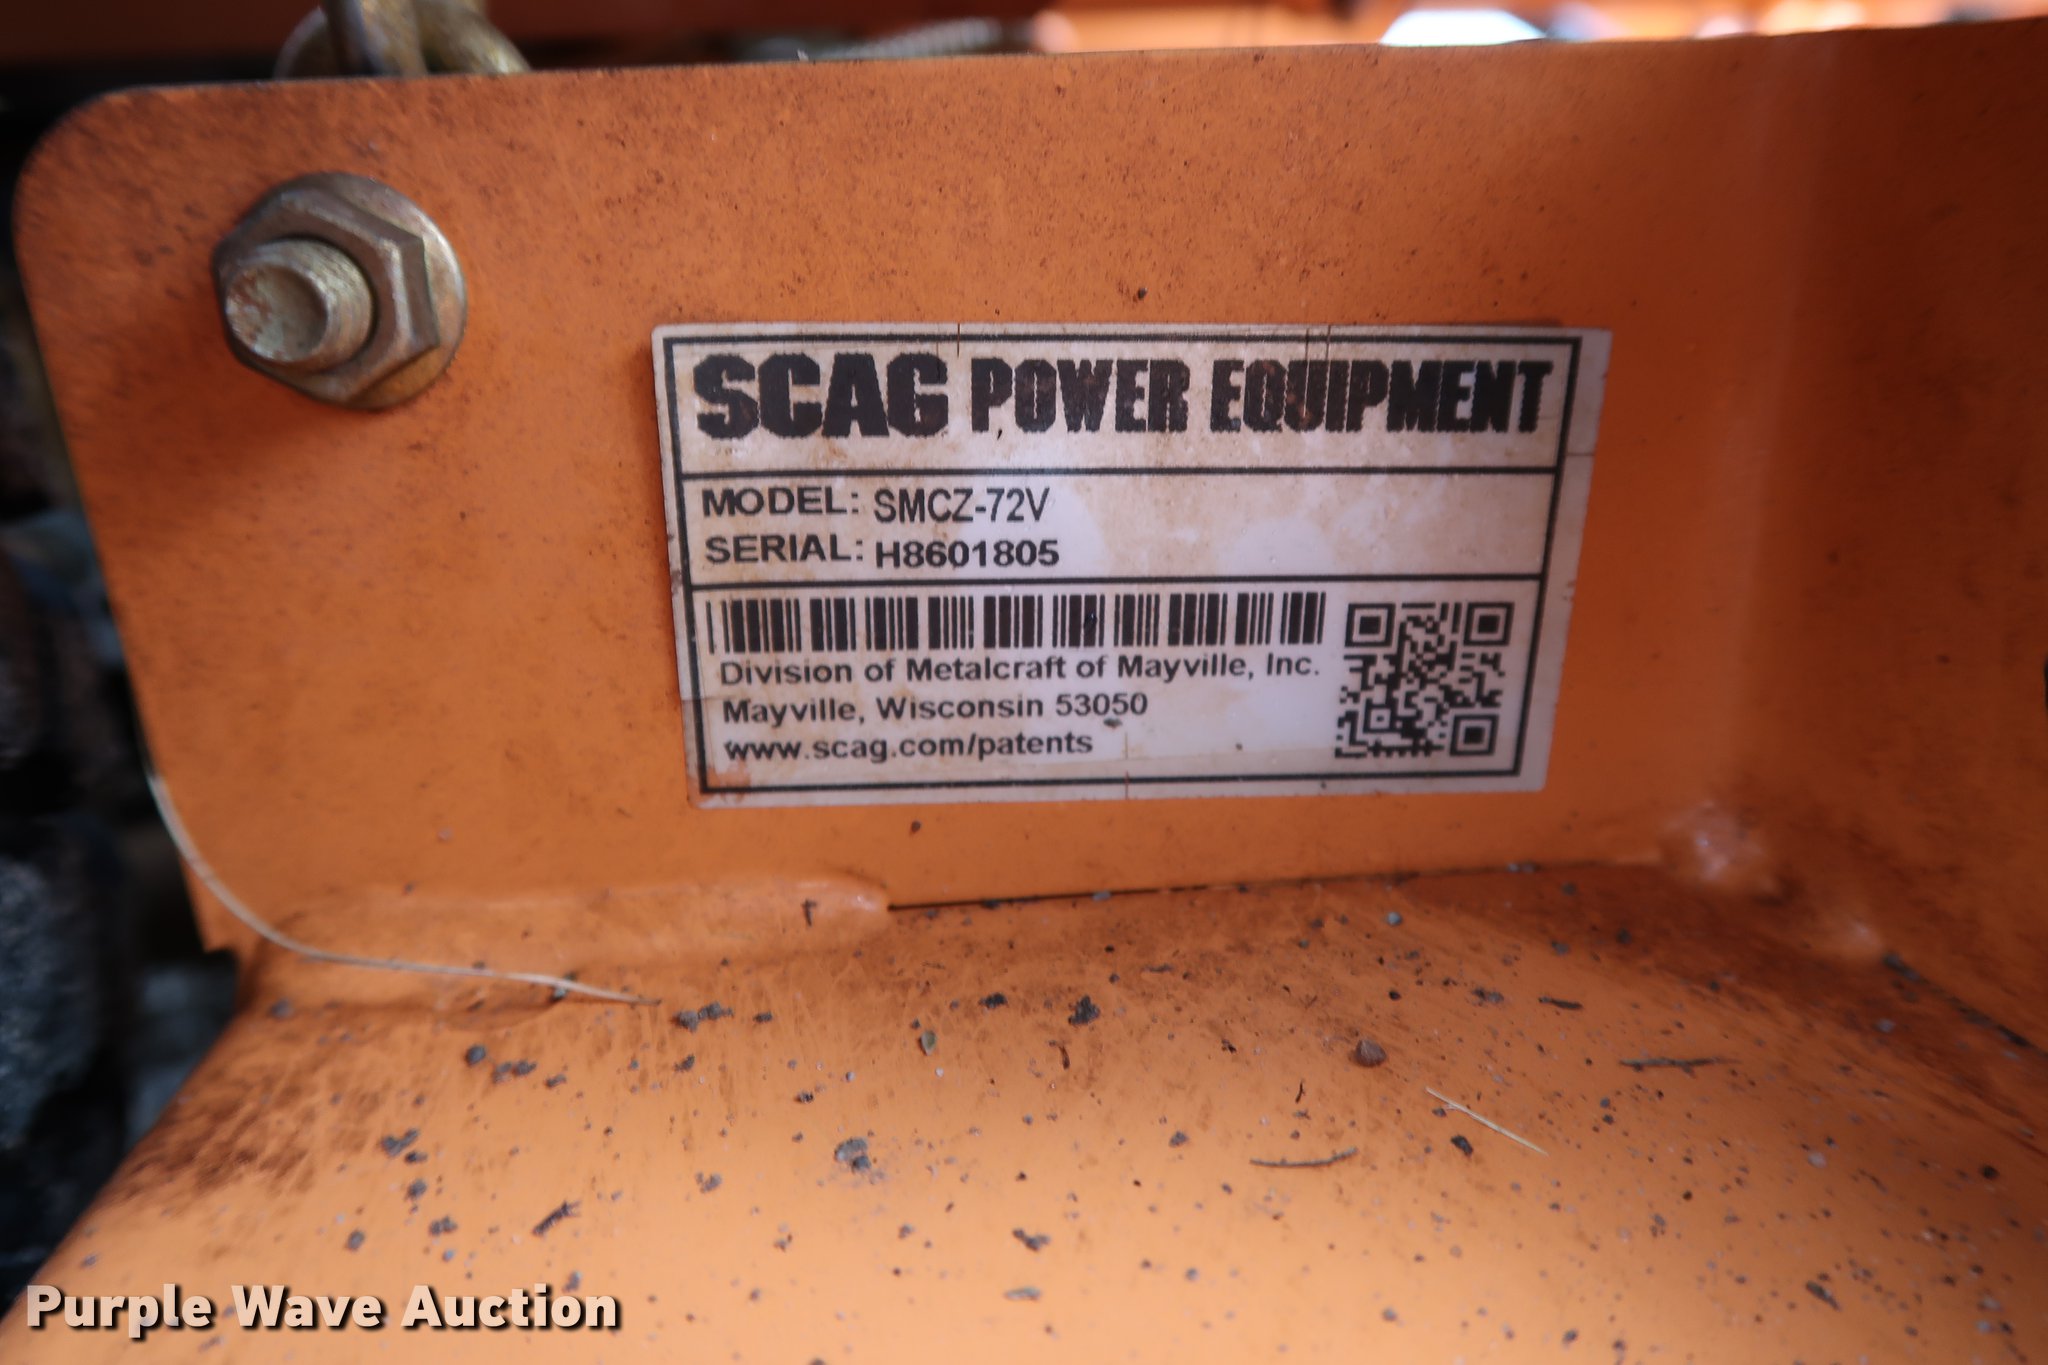 SCAG POWER EQUIPMENT
MODEL: SMCZ-72V
SERIAL: H8601805
Division of Metalcraft of Mayville, Inc.
Mayville, Wisconsin 53050
www.scag.com/patents
Purple Wave Auction